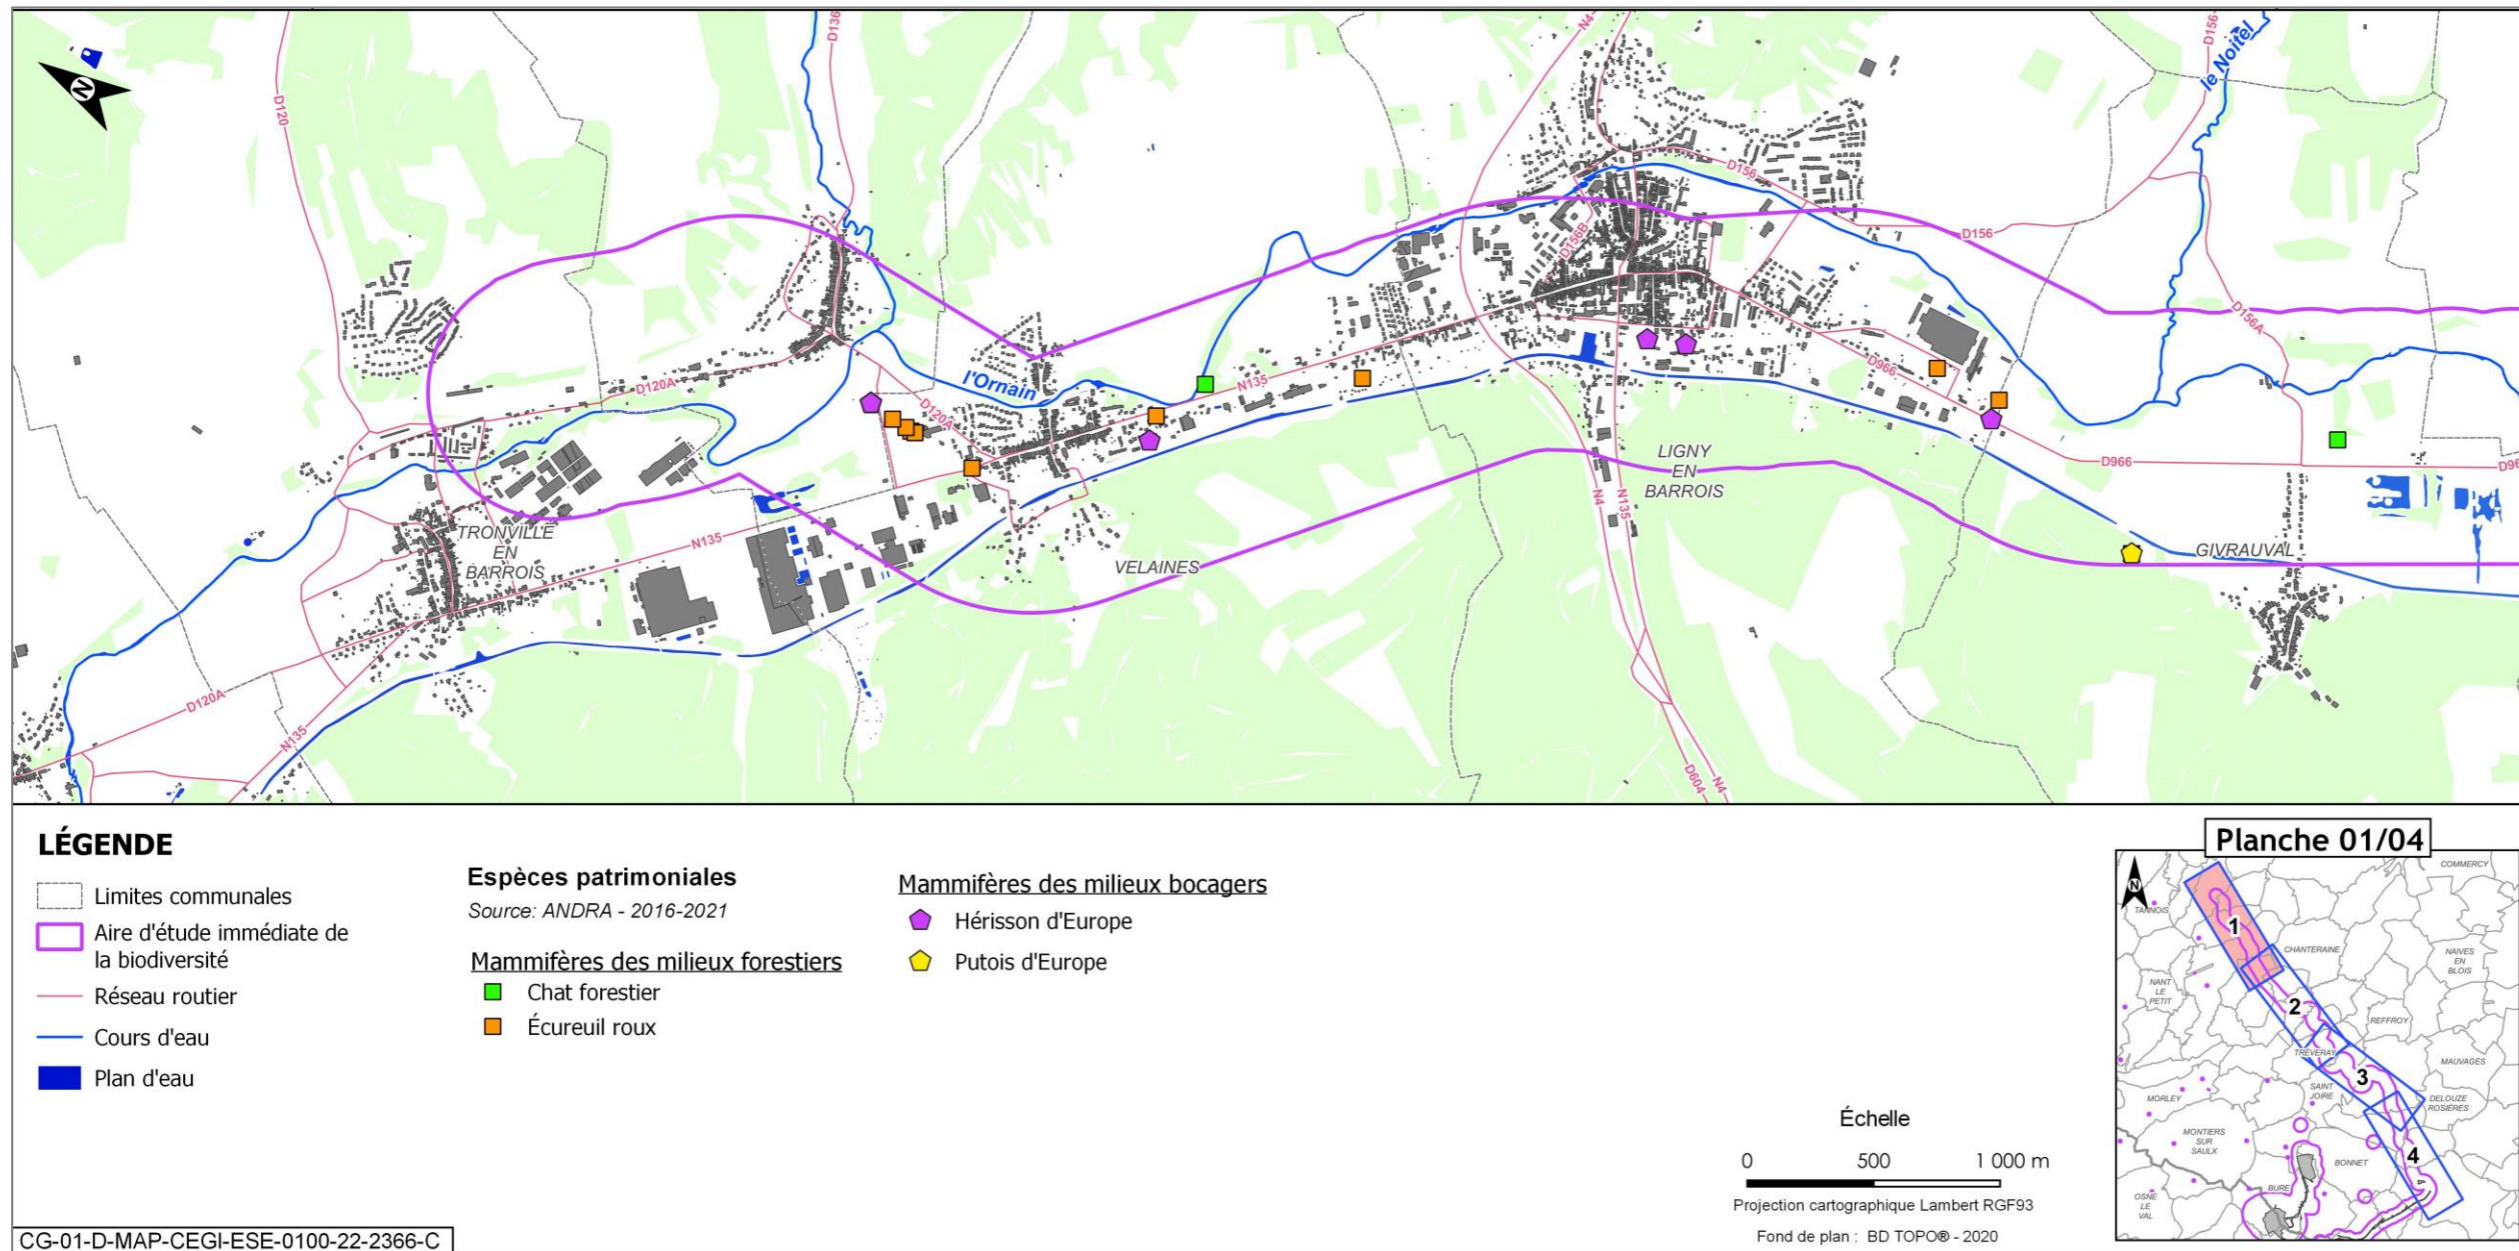 N
D120
D136
N4
D156
le Noitel
D156
D156B
D156
D156A
D120A
l'Ornain
D120A
N135
D966
D966
N135
N4
N135
D120A
N135
D604
N4
TRONVILLE
EN
BARROIS
VELAINES
LIGNY
EN
BARROIS
GIVRAUVAL
LÉGENDE
Limites communales
Aire d'étude immédiate de
la biodiversité
Réseau routier
Cours d'eau
Plan d'eau
Espèces patrimoniales
Source: ANDRA - 2016-2021
Mammifères des milieux forestiers
Chat forestier
Écureuil roux
Mammifères des milieux bocagers
Hérisson d'Europe
Putois d'Europe
Échelle
0 500 1 000 m
Projection cartographique Lambert RGF93
Fond de plan : BD TOPO® - 2020
Planche 01/04
N
COMMERCY
TANNOIS
1
CHANTERAINE
NAIVES
EN
BLOIS
NANT
LE
PETIT
2
REFFROY
TRÉVERAY
MAUVAGES
3
SAINT
JOIRE
MORLEY
DELOUZE
ROSIÈRES
MONTIERS
SUR
SAULX
BONNET
4
BURE
OSNE
LE
VAL
CG-01-D-MAP-CEGI-ESE-0100-22-2366-C